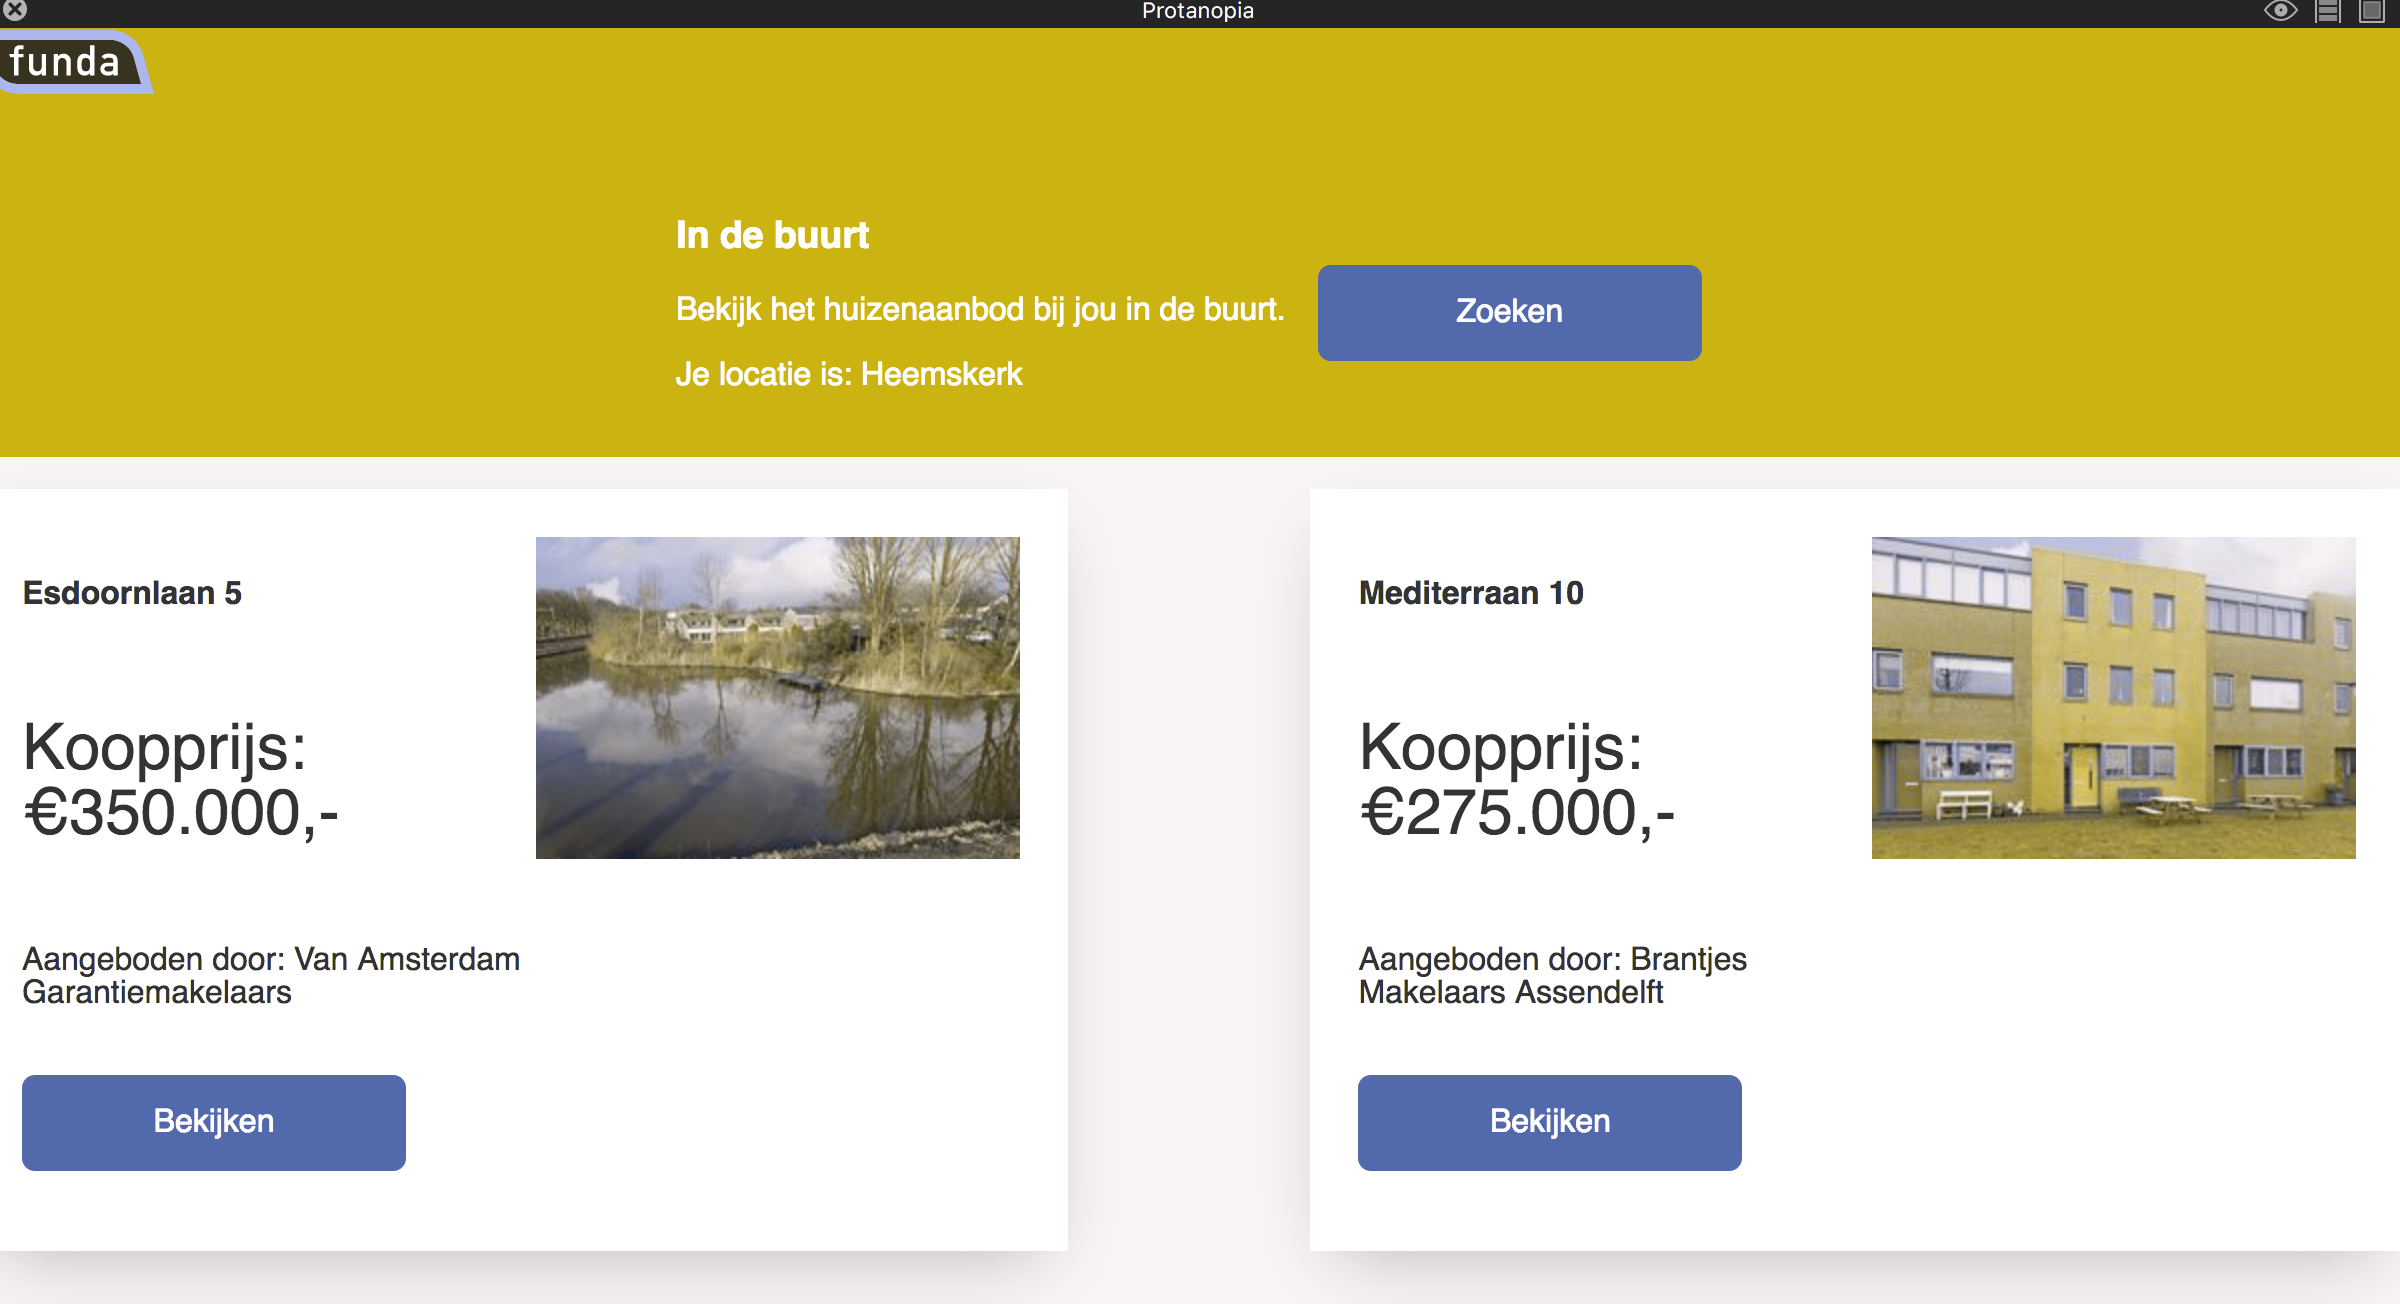 Protanopia
funda
In de buurt
Bekijk het huizenaanbod bij jou in de buurt.
Je locatie is: Heemskerk
Zoeken
Esdoornlaan 5
Koopprijs:
€350.000,-
Aangeboden door: Van Amsterdam
Garantiemakelaars
Bekijken
Mediterraan 10
Koopprijs:
€275.000,-
Aangeboden door: Brantjes
Makelaars Assendelft
Bekijken